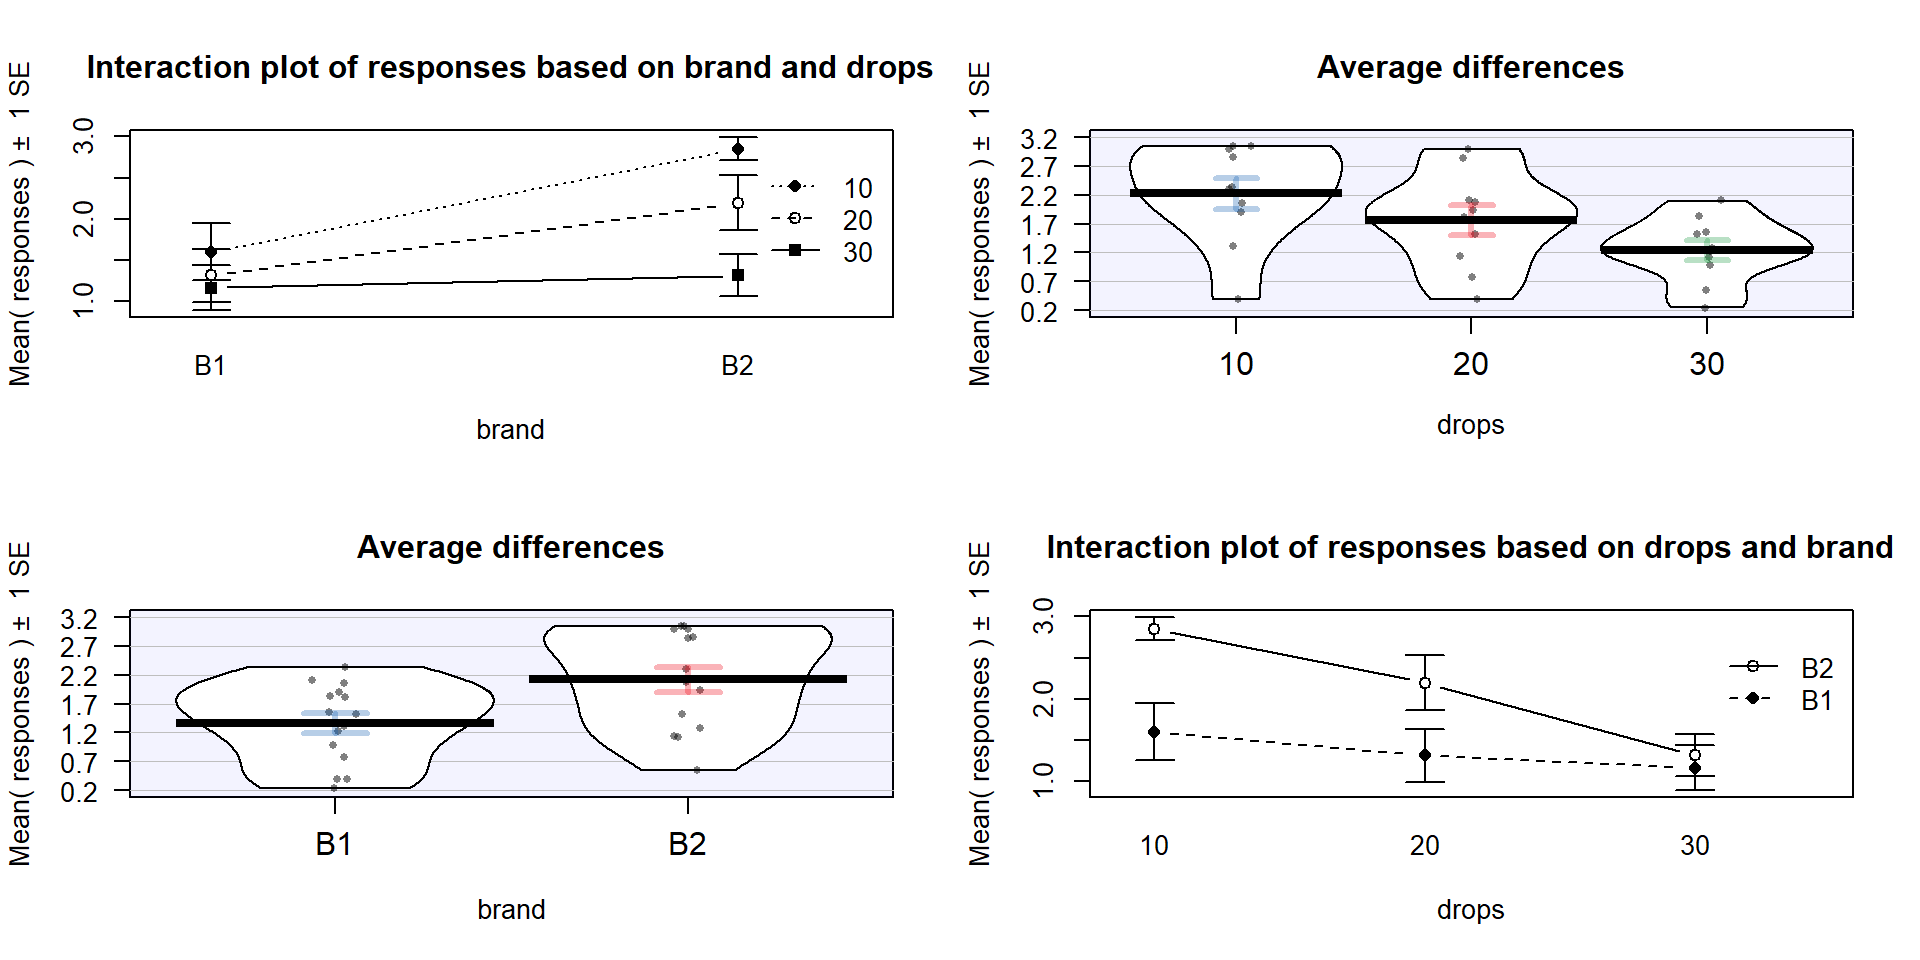 Interaction plot of responses based on brand and drops
Mean( responses ) ± 1 SE
3.0
2.0
1.0
10
20
30
B1
B2
brand
Average differences
Mean( responses ) ± 1 SE
3.2
2.7
2.2
1.7
1.2
0.7
0.2
10
20
30
drops
Average differences
Mean( responses ) ± 1 SE
3.2
2.7
2.2
1.7
1.2
0.7
0.2
B1
B2
brand
Interaction plot of responses based on drops and brand
Mean( responses ) ± 1 SE
3.0
2.0
1.0
B2
B1
10
20
30
drops